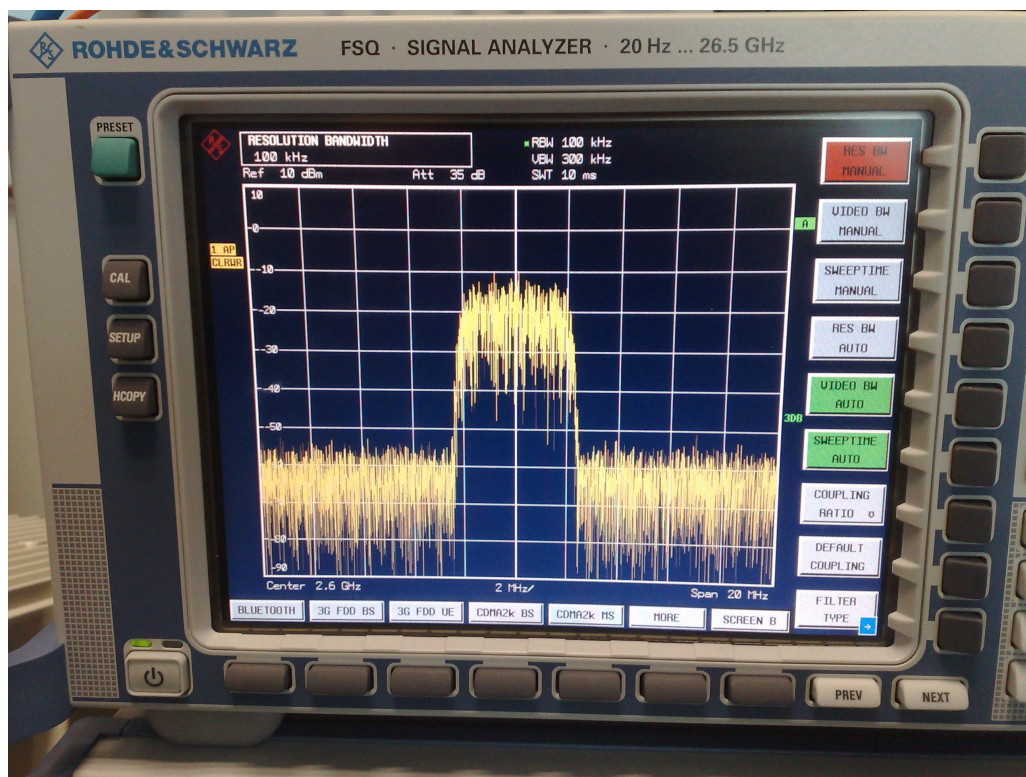 ROHDE&SCHWARZ FSQ · SIGNAL ANALYZER · 20 Hz ... 26.5 GHz
PRESET
CAL
SETUP
HCOPY
RESOLUTION BANDWIDTH
100 kHz
RBW 100 kHz
VBW 300 kHz
Ref 10 dBm Att 35 dB SWT 10 ms
1 AP
CLRWR
A
3DB
10
0
-10
-20
-30
-40
-50
-80
-90
Center 2.6 GHz 2 MHz/ Span 20 MHz
RES BW
MANUAL
VIDEO BW
MANUAL
SWEEPTIME
MANUAL
RES BW
AUTO
VIDEO BW
AUTO
SWEEPTIME
AUTO
COUPLING
RATIO
DEFAULT
COUPLING
FILTER
TYPE
BLUETOOTH 3G FDD BS 3G FDD UE CDMA2k BS CDMA2k MS MORE SCREEN B
PREV NEXT